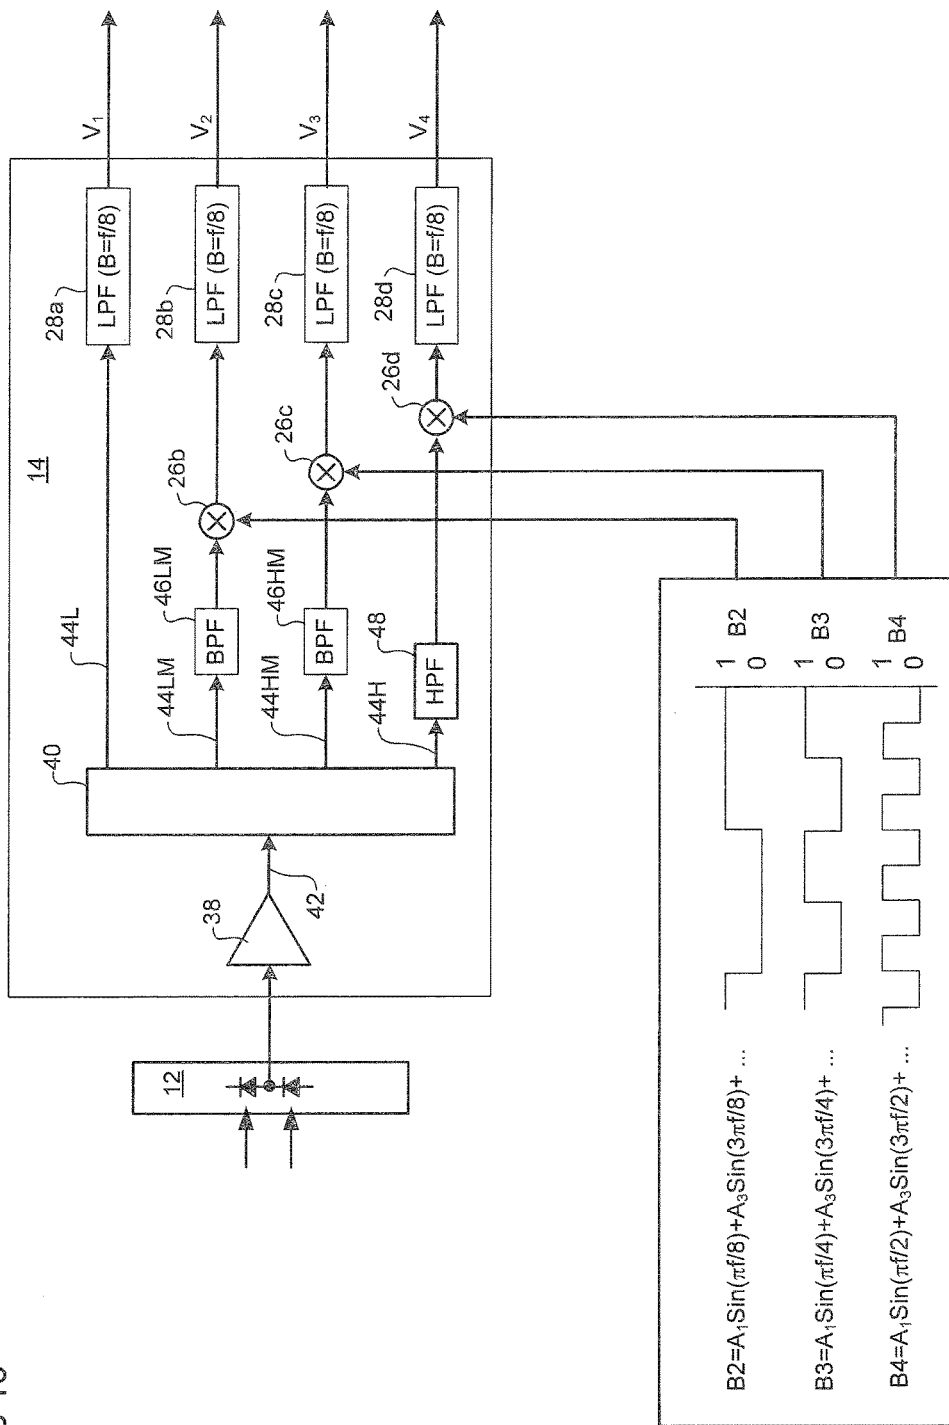 12
38
42
40
14
44L
28a
LPF (B=f/8)
V₁
44LM
46LM
BPF
26b
28b
LPF (B=f/8)
V₂
44HM
46HM
BPF
26c
28c
LPF (B=f/8)
V₃
44H
48
HPF
26d
28d
LPF (B=f/8)
V₄
B2=A₁Sin(πf/8)+A₃Sin(3πf/8)+ ...
1
0
B2
B3=A₁Sin(πf/4)+A₃Sin(3πf/4)+ ...
1
0
B3
B4=A₁Sin(πf/2)+A₃Sin(3πf/2)+ ...
1
0
B4